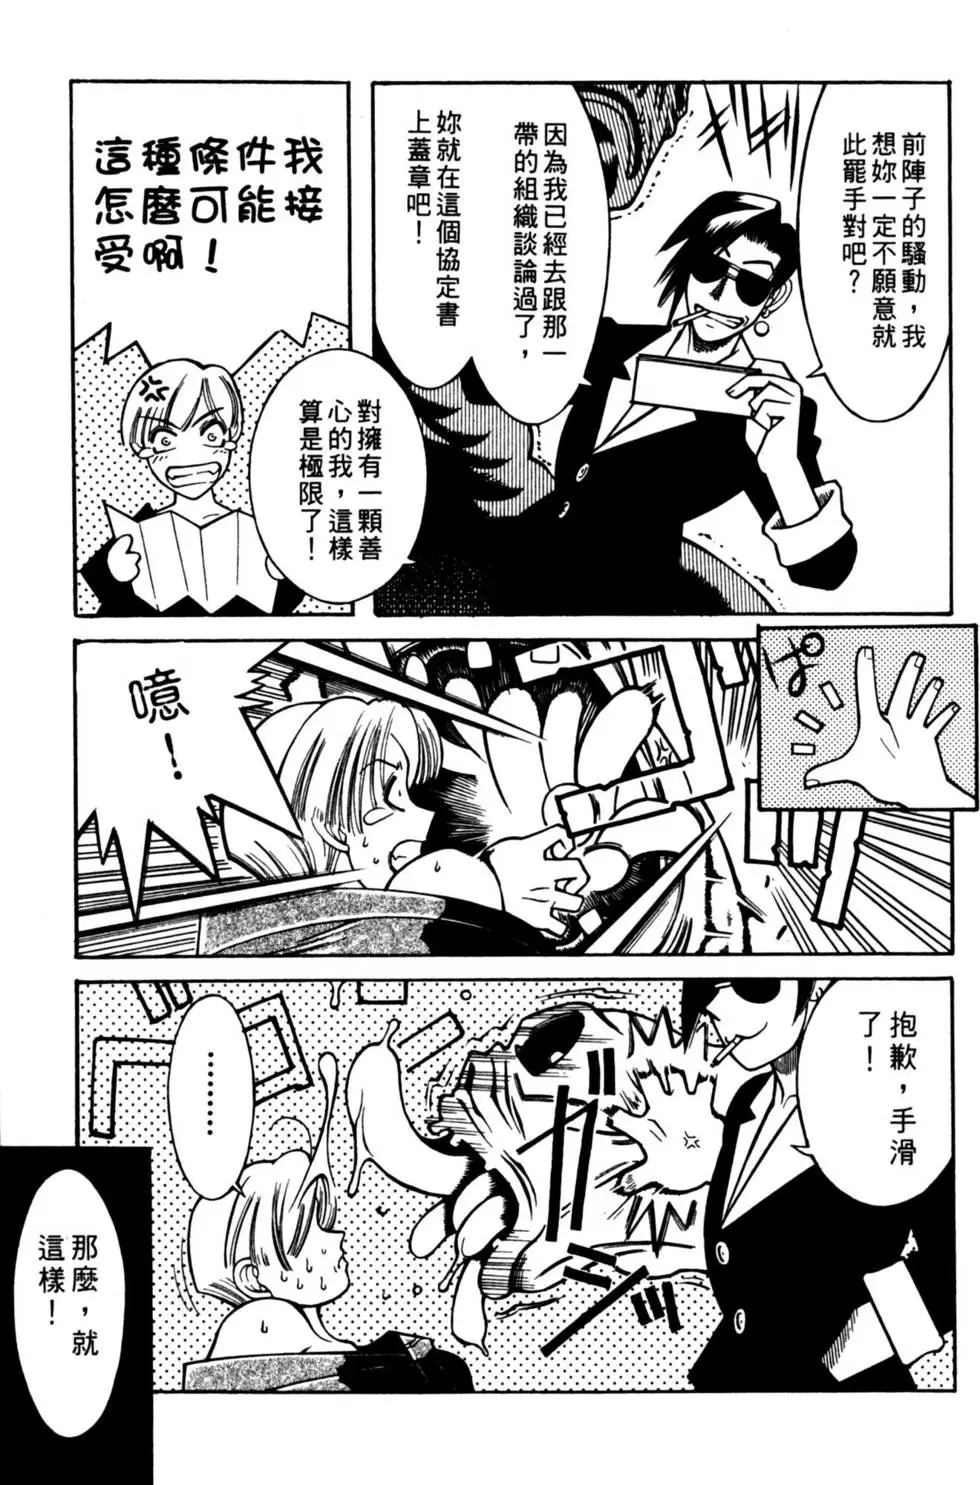 前陣子的騷動，我
想妳一定不願意就
此罷手對吧？
因為我已經去跟那一
帶的組織談論過了，
妳就在這個協定書
上蓋章吧！
這種條件我
怎麼可能接
受啊！
對擁有一顆善
心的我，這樣
算是極限了！
ぱ
噫！
抱歉，手滑
了！
………
那麼，就
這樣！